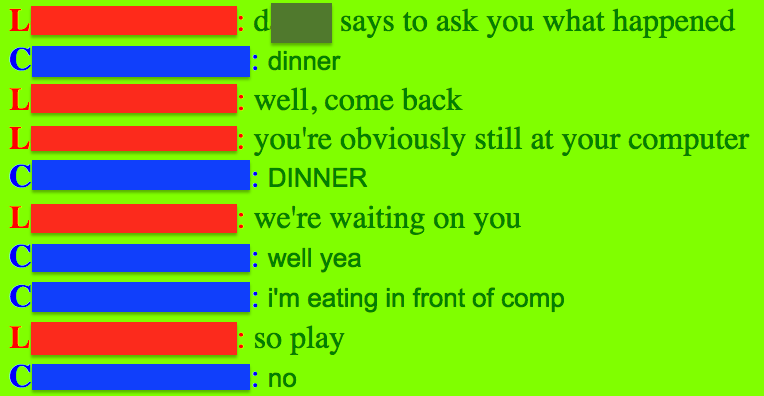 L: d says to ask you what happened
C: dinner
L: well, come back
L: you're obviously still at your computer
C: DINNER
L: we're waiting on you
C: well yea
C: i'm eating in front of comp
L: so play
C: no